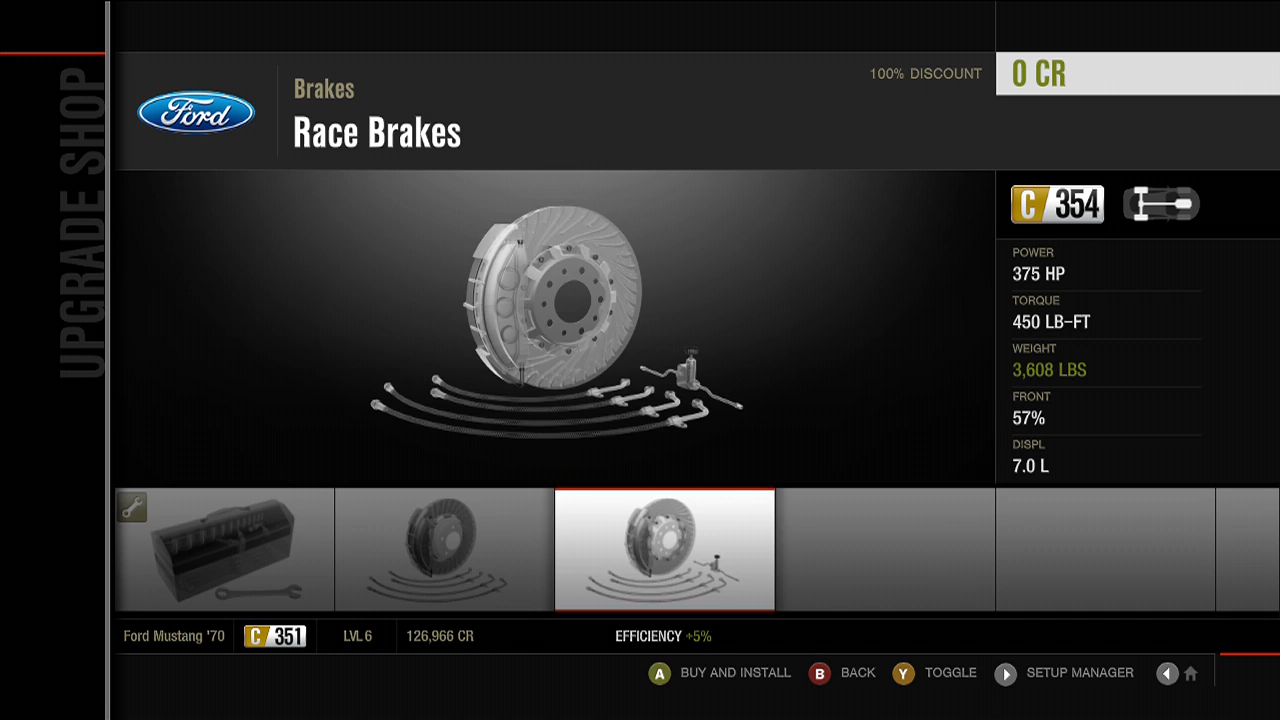 UPGRADE SHOP
Ford
Brakes
Race Brakes
100% DISCOUNT
0 CR
C 354
POWER
375 HP
TORQUE
450 LB-FT
WEIGHT
3,608 LBS
FRONT
57%
DISPL
7.0 L
Ford Mustang '70
C 351
LVL 6
126,966 CR
EFFICIENCY +5%
A BUY AND INSTALL
B BACK
Y TOGGLE
SETUP MANAGER